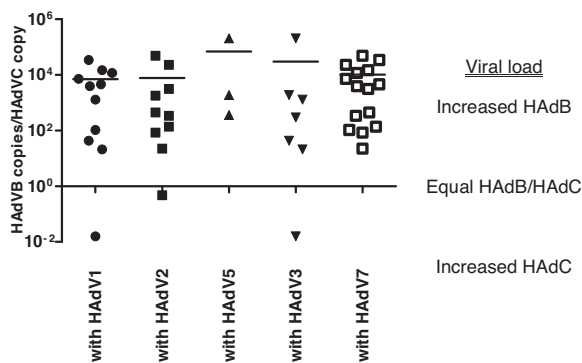 HAdVB copies/HAdVC copy
10^6
10^4
10^2
10^0
10^-2
with HAdV1
with HAdV2
with HAdV5
with HAdV3
with HAdV7
Viral load
Increased HAdB
Equal HAdB/HAdC
Increased HAdC